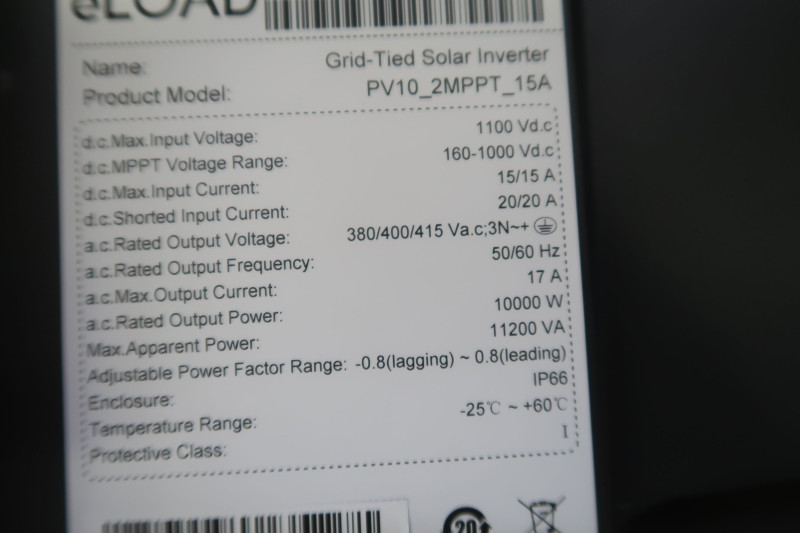 eLOAD
Name: Grid-Tied Solar Inverter
Product Model: PV10_2MPPT_15A
d.c.Max.Input Voltage: 1100 Vd.c
d.c.MPPT Voltage Range: 160-1000 Vd.c
d.c.Max.Input Current: 15/15 A
d.c.Shorted Input Current: 20/20 A
a.c.Rated Output Voltage: 380/400/415 Va.c;3N~+
a.c.Rated Output Frequency: 50/60 Hz
a.c.Max.Output Current: 17 A
a.c.Rated Output Power: 10000 W
Max.Apparent Power: 11200 VA
Adjustable Power Factor Range: -0.8(lagging) ~ 0.8(leading)
Enclosure: IP66
Temperature Range: -25℃ ~ +60℃
Protective Class: I
20